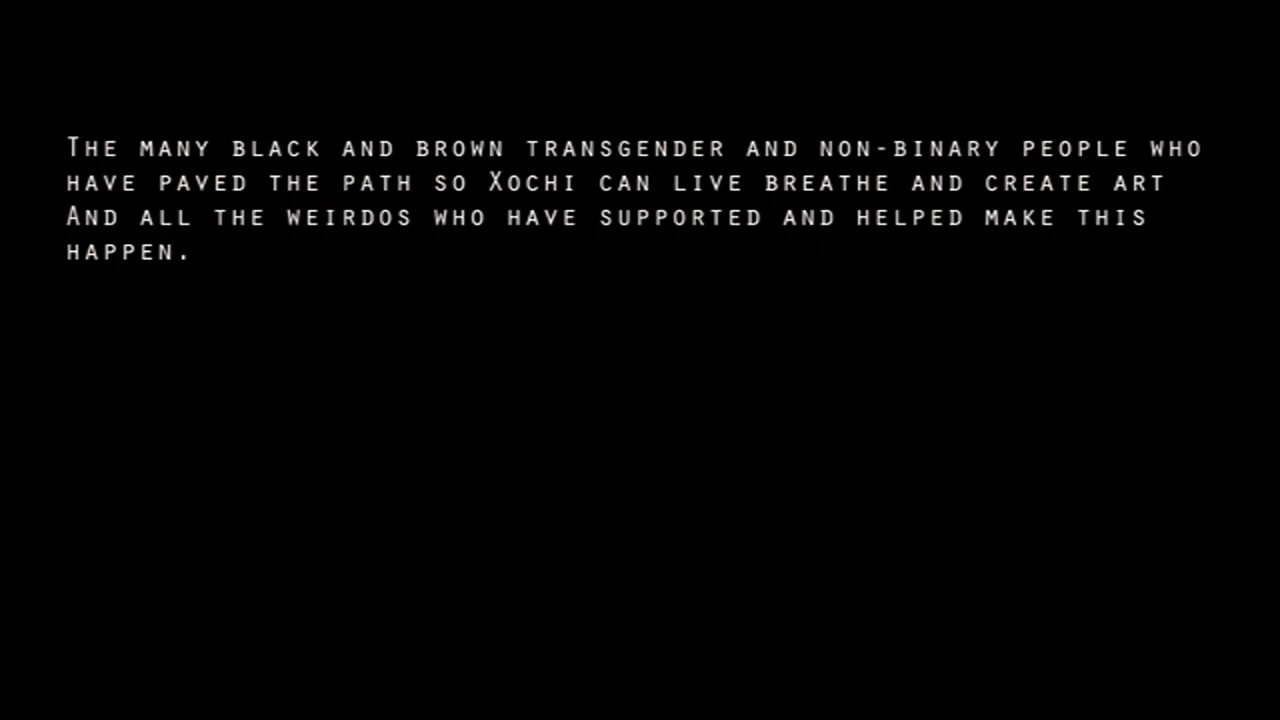 The many black and brown transgender and non-binary people who
have paved the path so Xochi can live breathe and create art
And all the weirdos who have supported and helped make this
happen.